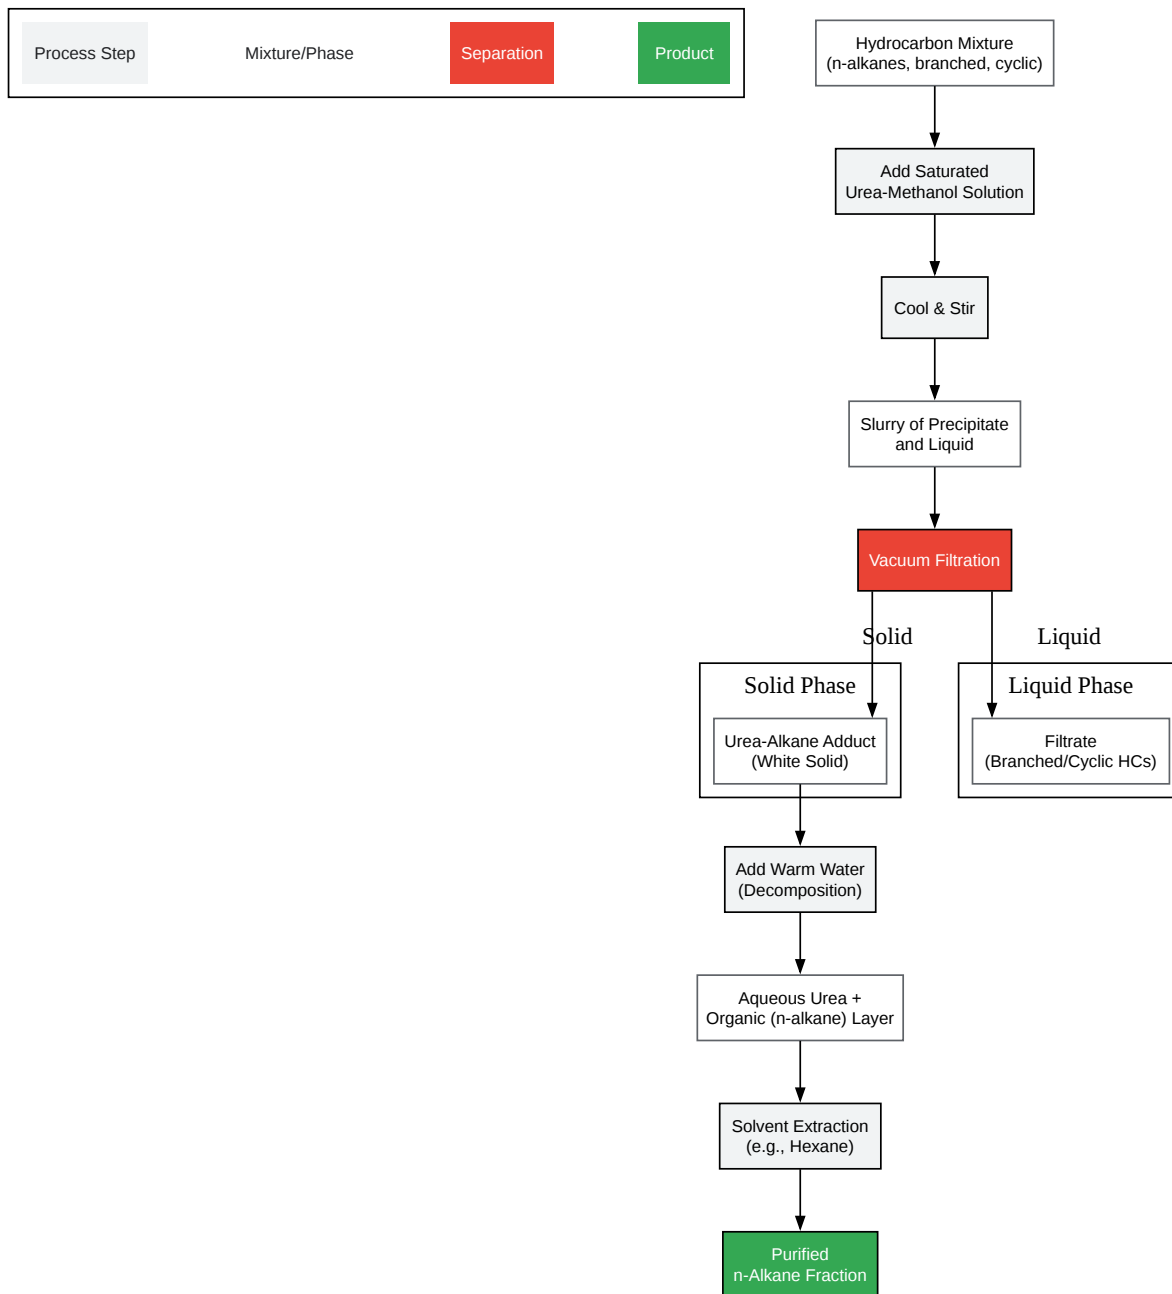 Process Step
Mixture/Phase
Separation
Product
Hydrocarbon Mixture
(n-alkanes, branched, cyclic)
Add Saturated
Urea-Methanol Solution
Cool & Stir
Slurry of Precipitate
and Liquid
Vacuum Filtration
Solid
Liquid
Solid Phase
Liquid Phase
Urea-Alkane Adduct
(White Solid)
Filtrate
(Branched/Cyclic HCs)
Add Warm Water
(Decomposition)
Aqueous Urea +
Organic (n-alkane) Layer
Solvent Extraction
(e.g., Hexane)
Purified
n-Alkane Fraction